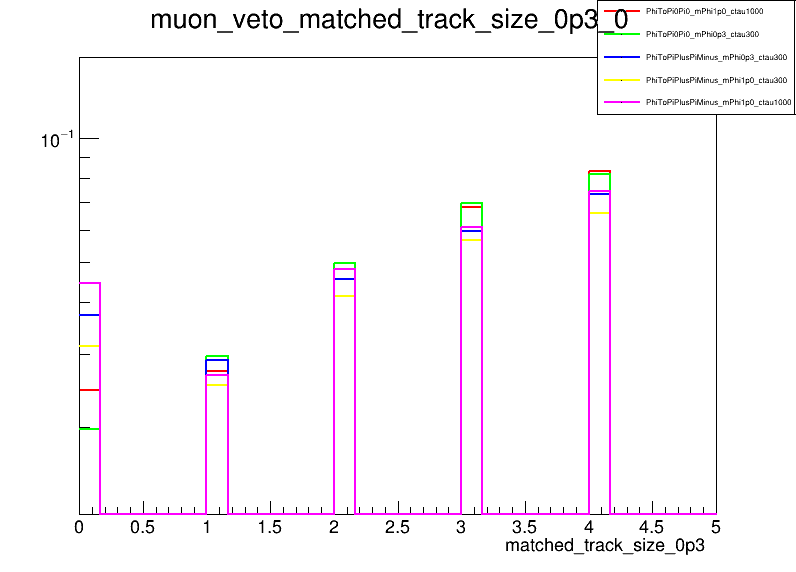 muon_veto_matched_track_size_0p3_0
PhiToPi0Pi0_mPhi1p0_ctau1000
PhiToPi0Pi0_mPhi0p3_ctau300
PhiToPiPlusPiMinus_mPhi0p3_ctau300
PhiToPiPlusPiMinus_mPhi1p0_ctau300
PhiToPiPlusPiMinus_mPhi1p0_ctau1000
10⁻¹
0 0.5 1 1.5 2 2.5 3 3.5 4 4.5 5
matched_track_size_0p3